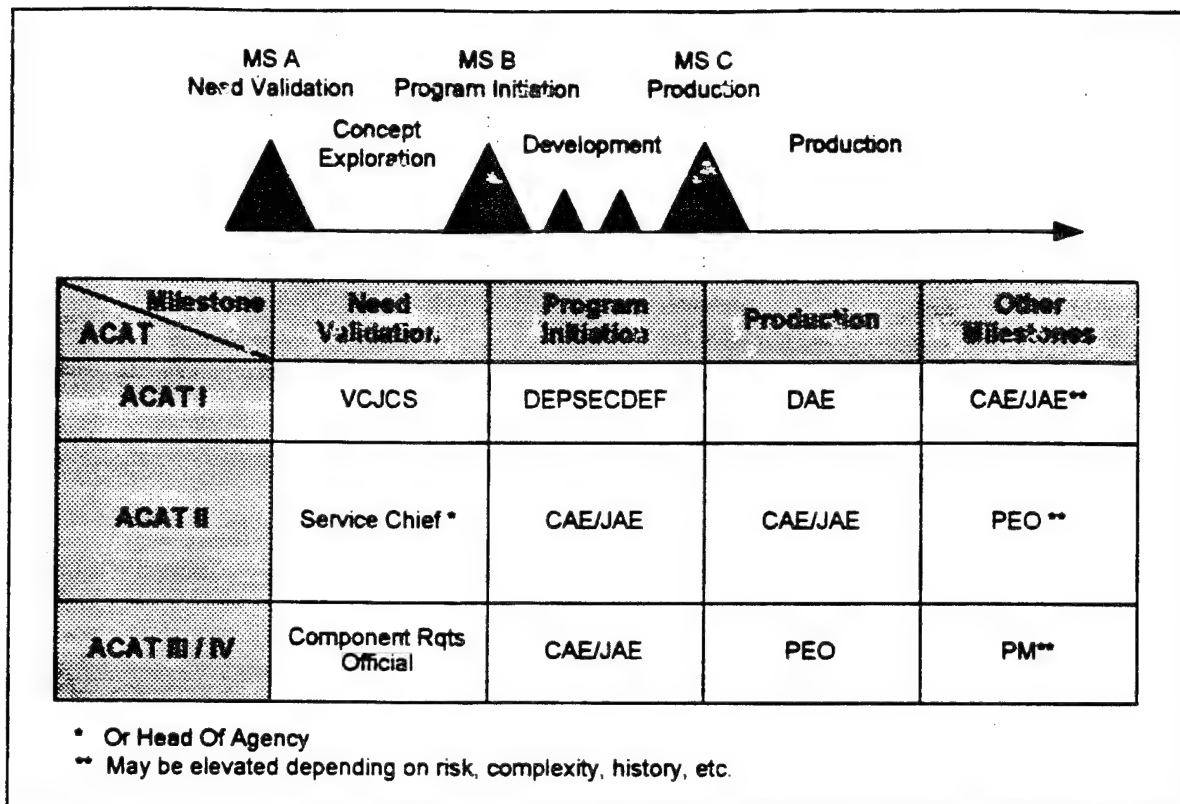 MS A
Need Validation
MS B
Program Initiation
MS C
Production
Concept
Exploration
Development
Production
Milestone
ACAT
Need
Validation
Program
Initiation
Production
Other
Milestones
ACAT I
VCJCS
DEPSECDEF
DAE
CAE/JAE**
ACAT II
Service Chief *
CAE/JAE
CAE/JAE
PEO **
ACAT III / IV
Component Rqts
Official
CAE/JAE
PEO
PM**
* Or Head Of Agency
** May be elevated depending on risk, complexity, history, etc.